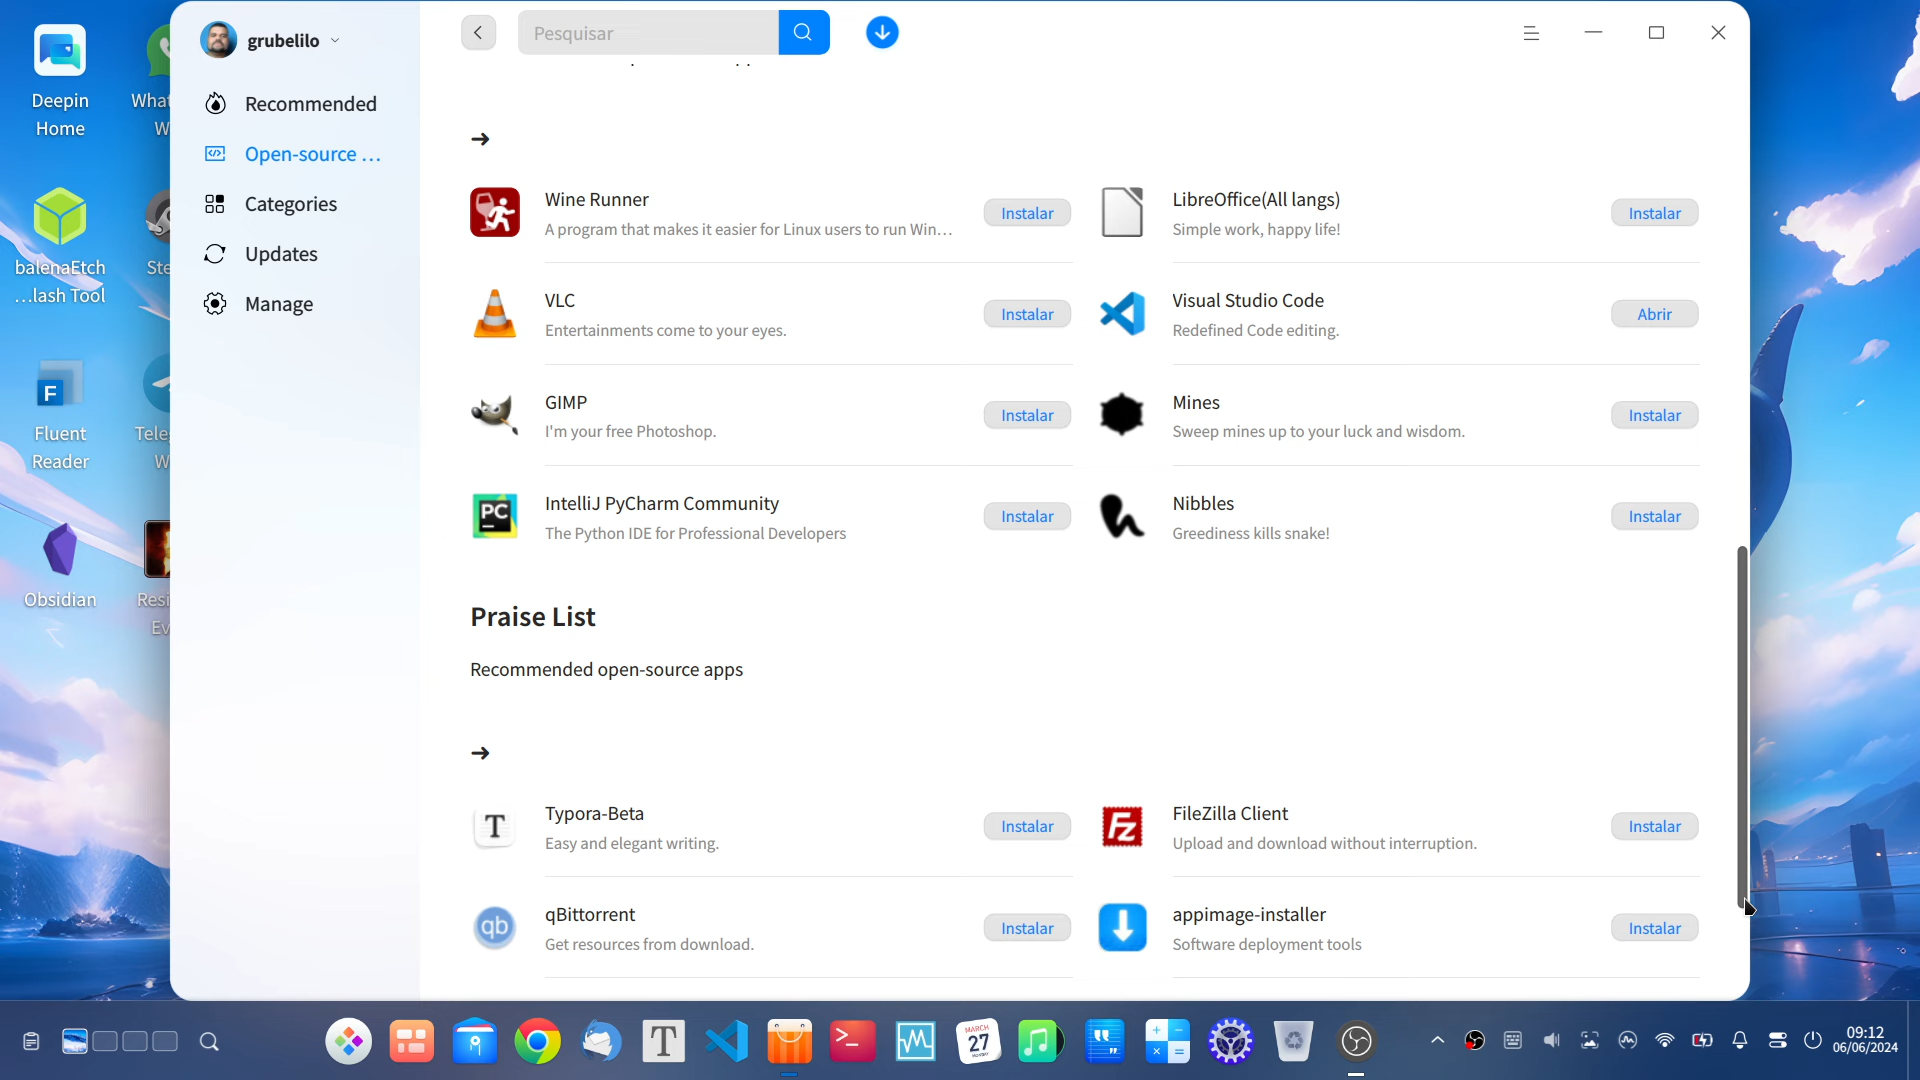 Deepin
Home
What
W
balenaEtch
...lash Tool
Ste
Fluent
Reader
Tele
W
Obsidian
Resi
Ev
grubelilo
Recommended
Open-source ...
Categories
Updates
Manage
Pesquisar
Wine Runner
A program that makes it easier for Linux users to run Win...
Instalar
LibreOffice(All langs)
Simple work, happy life!
Instalar
VLC
Entertainments come to your eyes.
Instalar
Visual Studio Code
Redefined Code editing.
Abrir
GIMP
I'm your free Photoshop.
Instalar
Mines
Sweep mines up to your luck and wisdom.
Instalar
IntelliJ PyCharm Community
The Python IDE for Professional Developers
Instalar
Nibbles
Greediness kills snake!
Instalar
Praise List
Recommended open-source apps
Typora-Beta
Easy and elegant writing.
Instalar
FileZilla Client
Upload and download without interruption.
Instalar
qBittorrent
Get resources from download.
Instalar
appimage-installer
Software deployment tools
Instalar
MARCH
27
MONDAY
09:12
06/06/2024